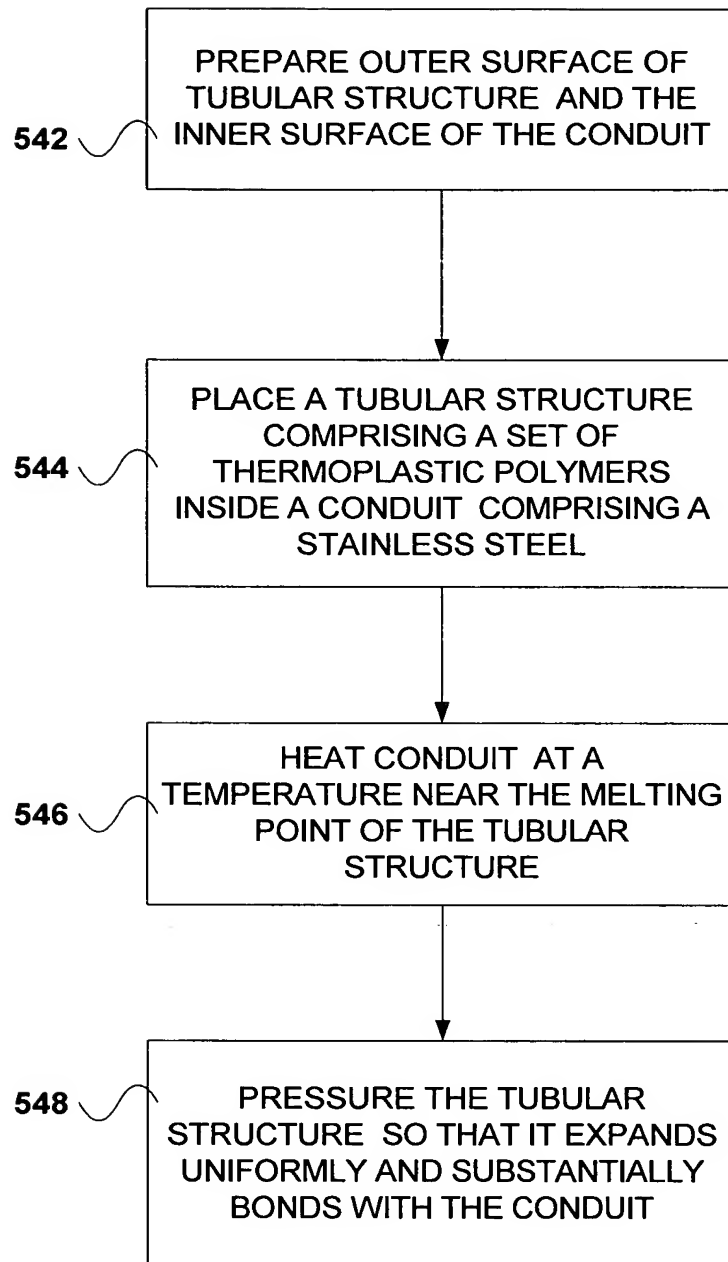 PREPARE OUTER SURFACE OF
TUBULAR STRUCTURE AND THE
INNER SURFACE OF THE CONDUIT
542
PLACE A TUBULAR STRUCTURE
COMPRISING A SET OF
THERMOPLASTIC POLYMERS
INSIDE A CONDUIT COMPRISING A
STAINLESS STEEL
544
HEAT CONDUIT AT A
TEMPERATURE NEAR THE MELTING
POINT OF THE TUBULAR
STRUCTURE
546
PRESSURE THE TUBULAR
STRUCTURE SO THAT IT EXPANDS
UNIFORMLY AND SUBSTANTIALLY
BONDS WITH THE CONDUIT
548